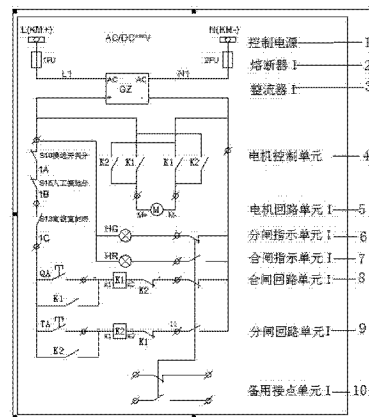 L(KM+)
N(KM-)
AC/DC
1FU
2FU
L1
N1
AC
AC
GZ
K2
K1
K1
K2
M+
M
M-
1A
1B
1C
HG
HR
QA
K1
K2
K1
TA
K2
K1
11
K2
控制电源 1
熔断器 I 2
整流器 I 3
电机控制单元 4
电机回路单元 I 5
分闸指示单元 I 6
合闸指示单元 I 7
合闸回路单元 I 8
分闸回路单元 I 9
备用接点单元 I 10